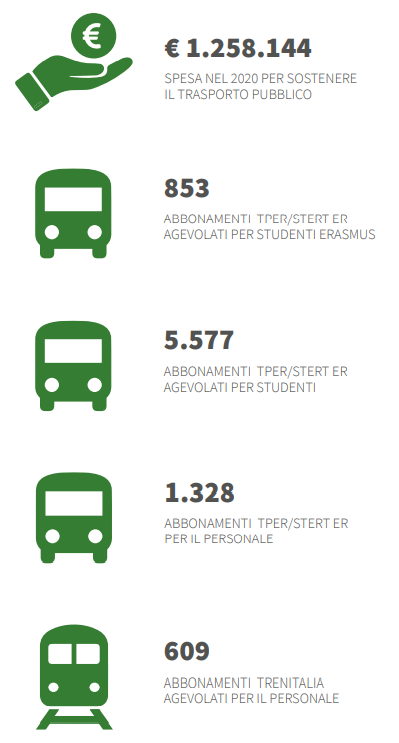 €
€ 1.258.144
SPESA NEL 2020 PER SOSTENERE
IL TRASPORTO PUBBLICO
853
ABBONAMENTI TPER/STERT ER
AGEVOLATI PER STUDENTI ERASMUS
5.577
ABBONAMENTI TPER/STERT ER
AGEVOLATI PER STUDENTI
1.328
ABBONAMENTI TPER/STERT ER
PER IL PERSONALE
609
ABBONAMENTI TRENITALIA
AGEVOLATI PER IL PERSONALE